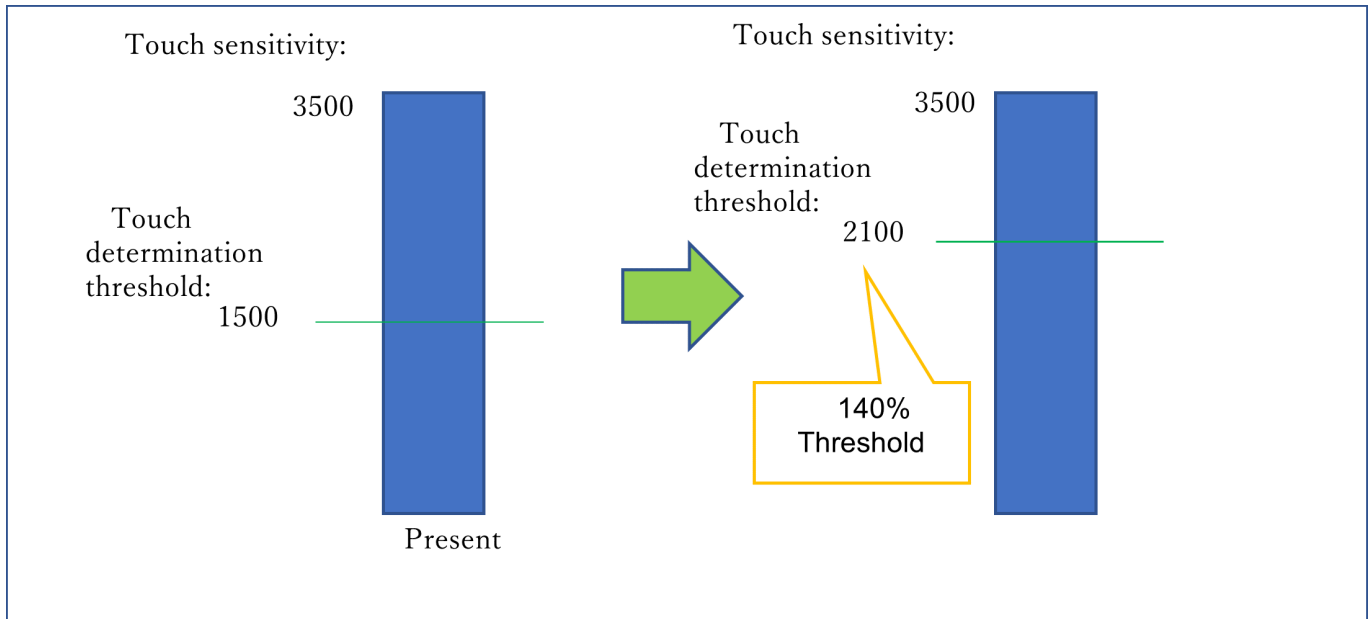 Touch sensitivity:
3500
Touch
determination
threshold:
1500
Present
Touch sensitivity:
3500
Touch
determination
threshold:
2100
140%
Threshold